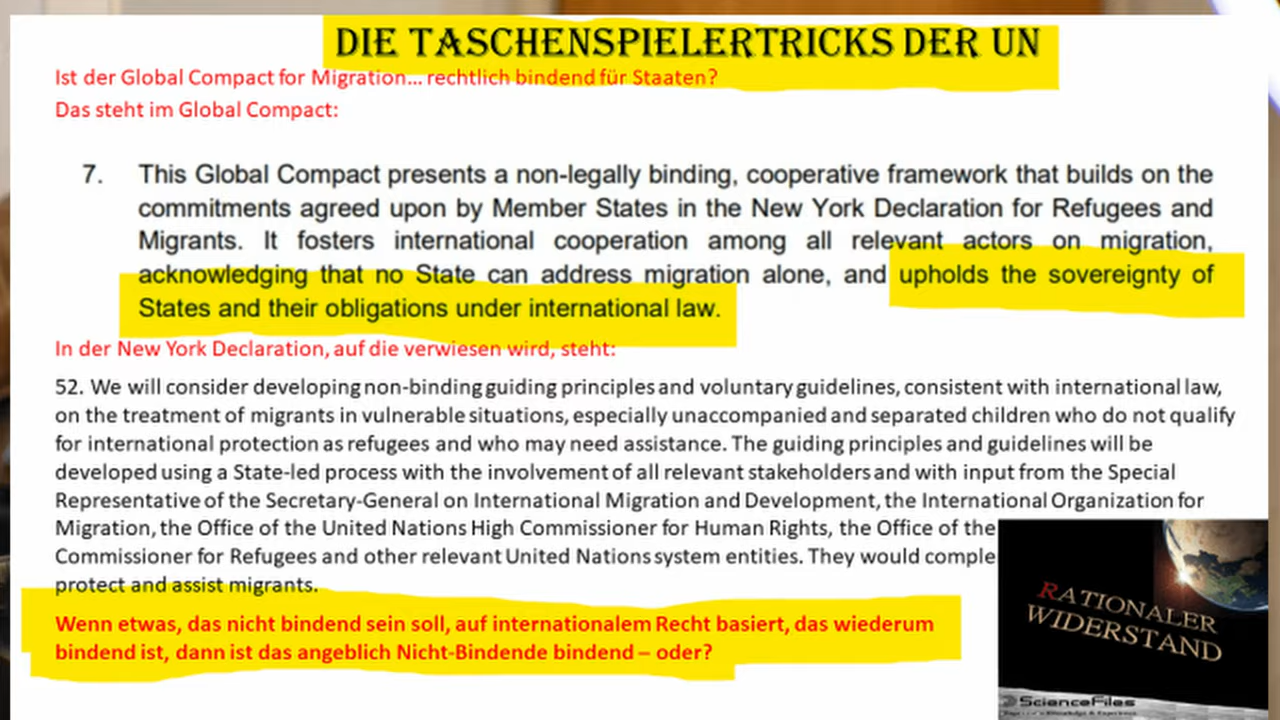 DIE TASCHENSPIELERTRICKS DER UN
Ist der Global Compact for Migration... rechtlich bindend für Staaten?
Das steht im Global Compact:
7. This Global Compact presents a non-legally binding, cooperative framework that builds on the
commitments agreed upon by Member States in the New York Declaration for Refugees and
Migrants. It fosters international cooperation among all relevant actors on migration,
acknowledging that no State can address migration alone, and upholds the sovereignty of
States and their obligations under international law.
In der New York Declaration, auf die verwiesen wird, steht:
52. We will consider developing non-binding guiding principles and voluntary guidelines, consistent with international law,
on the treatment of migrants in vulnerable situations, especially unaccompanied and separated children who do not qualify
for international protection as refugees and who may need assistance. The guiding principles and guidelines will be
developed using a State-led process with the involvement of all relevant stakeholders and with input from the Special
Representative of the Secretary-General on International Migration and Development, the International Organization for
Migration, the Office of the United Nations High Commissioner for Human Rights, the Office of the
Commissioner for Refugees and other relevant United Nations system entities. They would comple
protect and assist migrants.
Wenn etwas, das nicht bindend sein soll, auf internationalem Recht basiert, das wiederum
bindend ist, dann ist das angeblich Nicht-Bindende bindend – oder?
RATIONALER
WIDERSTAND
ScienceFiles